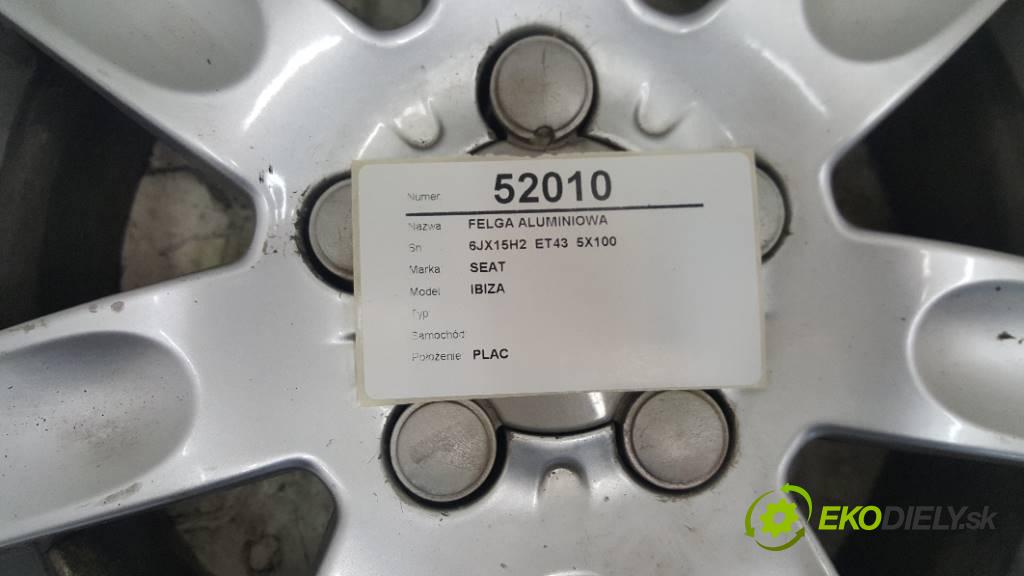 Numer 52010
Nazwa FELGA ALUMINIOWA
Sn 6JX15H2 ET43 5X100
Marka SEAT
Model IBIZA
Typ
Samochód
Położenie PLAC
EKODIELY.sk